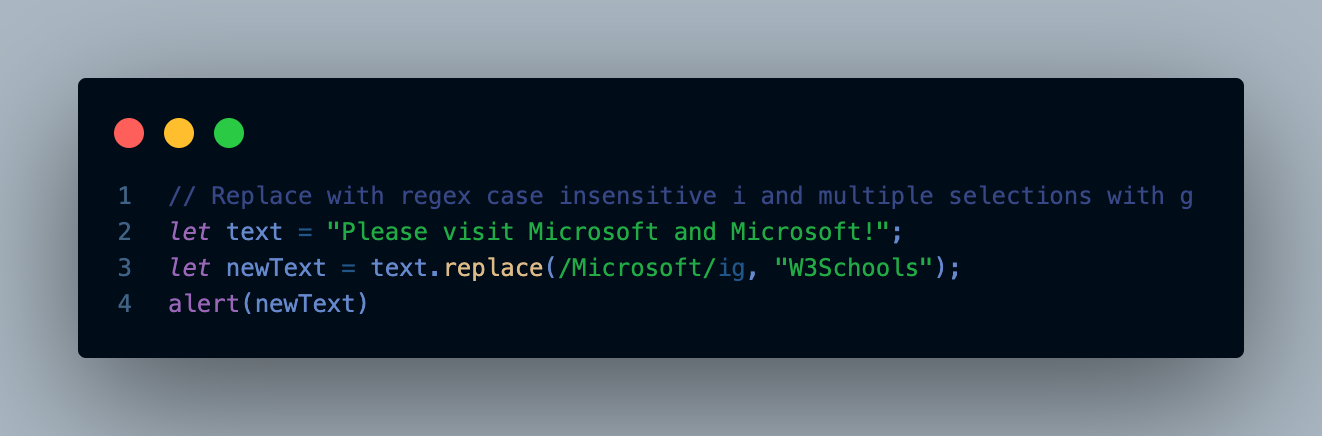 1 // Replace with regex case insensitive i and multiple selections with g
2 let text = "Please visit Microsoft and Microsoft!";
3 let newText = text.replace(/Microsoft/ig, "W3Schools");
4 alert(newText)